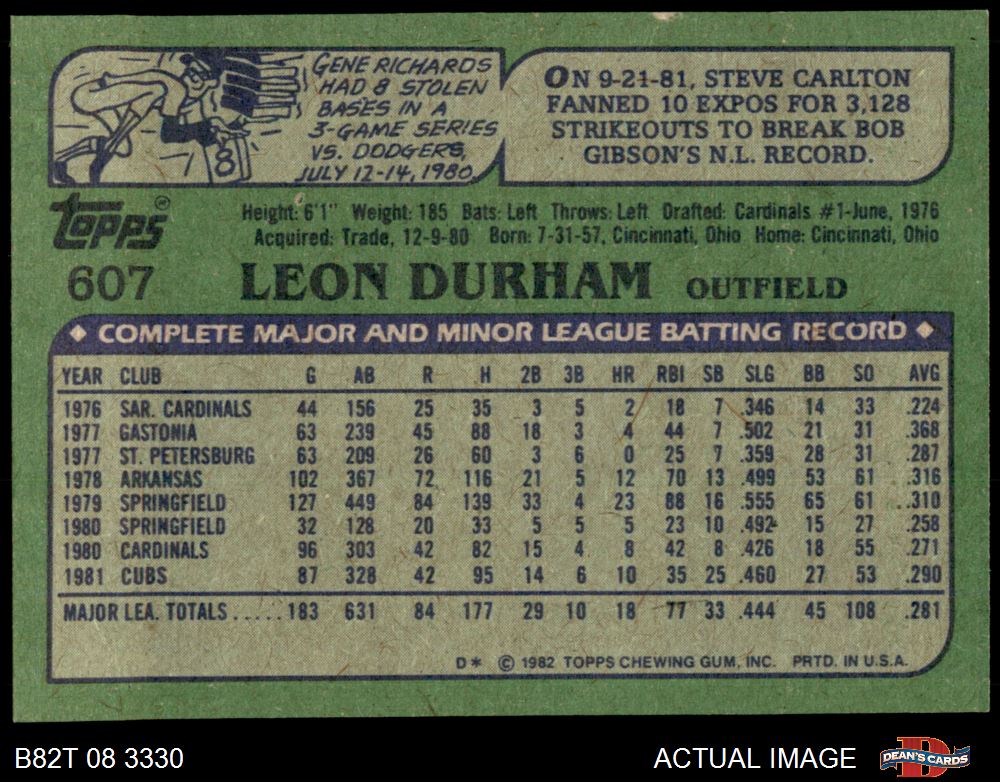 GENE RICHARDS
HAD 8 STOLEN
BASES IN A
3-GAME SERIES
VS. DODGERS,
JULY 12-14, 1980
8
ON 9-21-81, STEVE CARLTON
FANNED 10 EXPOS FOR 3,128
STRIKEOUTS TO BREAK BOB
GIBSON'S N.L. RECORD.
TOPPS®
Height: 6'1" Weight: 185 Bats: Left Throws: Left Drafted: Cardinals #1-June, 1976
Acquired: Trade, 12-9-80 Born: 7-31-57, Cincinnati, Ohio Home: Cincinnati, Ohio
607 LEON DURHAM OUTFIELD
◆ COMPLETE MAJOR AND MINOR LEAGUE BATTING RECORD ◆
YEAR CLUB G AB R H 2B 3B HR RBI SB SLG BB SO AVG
1976 SAR. CARDINALS 44 156 25 35 3 5 2 18 7 .346 14 33 .224
1977 GASTONIA 63 239 45 88 18 3 4 44 7 .502 21 31 .368
1977 ST. PETERSBURG 63 209 26 60 3 6 0 25 7 .359 28 31 .287
1978 ARKANSAS 102 367 72 116 21 5 12 70 13 .499 53 61 .316
1979 SPRINGFIELD 127 449 84 139 33 4 23 88 16 .555 65 61 .310
1980 SPRINGFIELD 32 128 20 33 5 5 5 23 10 .492 15 27 .258
1980 CARDINALS 96 303 42 82 15 4 8 42 8 .426 18 55 .271
1981 CUBS 87 328 42 95 14 6 10 35 25 .460 27 53 .290
MAJOR LEA. TOTALS ..... 183 631 84 177 29 10 18 77 33 .444 45 108 .281
D* © 1982 TOPPS CHEWING GUM, INC. PRTD. IN U.S.A.
B82T 08 3330
ACTUAL IMAGE
DEAN'S CARDS